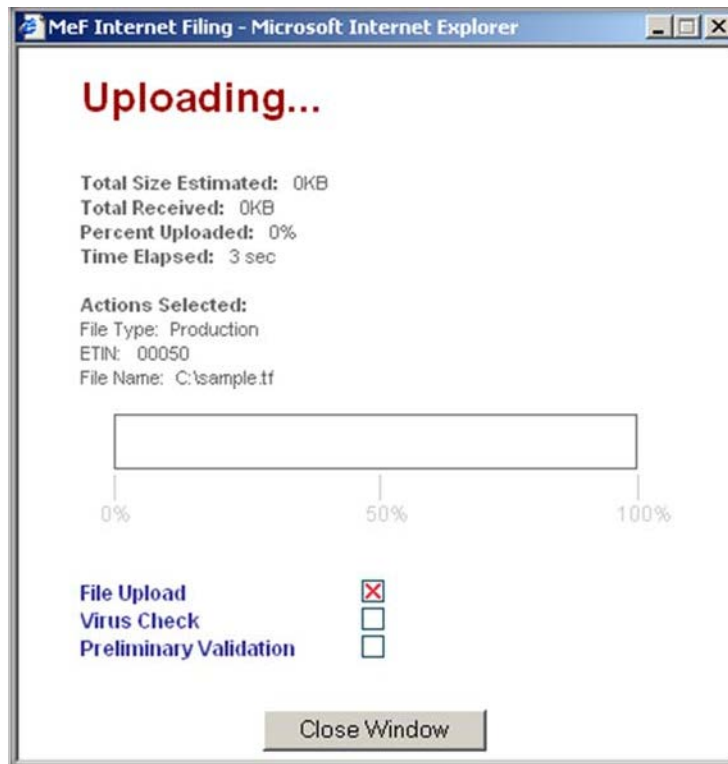 MeF Internet Filing - Microsoft Internet Explorer
Uploading...
Total Size Estimated: 0KB
Total Received: 0KB
Percent Uploaded: 0%
Time Elapsed: 3 sec
Actions Selected:
File Type: Production
ETIN: 00050
File Name: C:\sample.tf
0% 50% 100%
File Upload
Virus Check
Preliminary Validation
Close Window